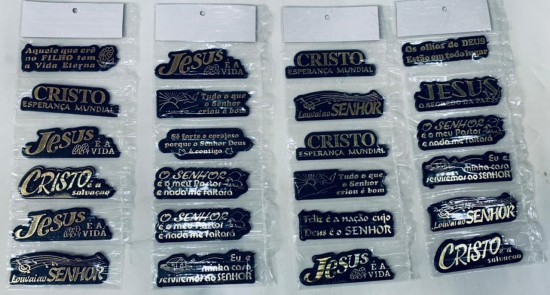 Aquele que crê
no FILHO tem
a Vida Eterna
CRISTO
ESPERANÇA MUNDIAL
Jesus
É A
VIDA
CRISTO é a
salvação
Jesus
É A
VIDA
Louvai ao SENHOR
Jesus
É A
VIDA
Tudo o que
o Senhor
criou é bom
Sê forte e corajoso
porque o Senhor Deus
é contigo
O SENHOR
é o meu Pastor
e nada me faltará
O SENHOR
é o meu Pastor
e nada me faltará
Eu e
minha casa
serviremos ao SENHOR
CRISTO
ESPERANÇA MUNDIAL
Louvai ao SENHOR
CRISTO
ESPERANÇA MUNDIAL
Tudo o que
o Senhor
criou é bom
Feliz é a nação cujo
Deus é o SENHOR
Jesus
É A
VIDA
Os olhos de DEUS
Estão em todo lugar
JESUS
O SEGREDO DA PAZ
O SENHOR
é o meu Pastor
e nada me faltará
Eu e
minha casa
serviremos ao SENHOR
Louvai ao SENHOR
CRISTO é a
salvação